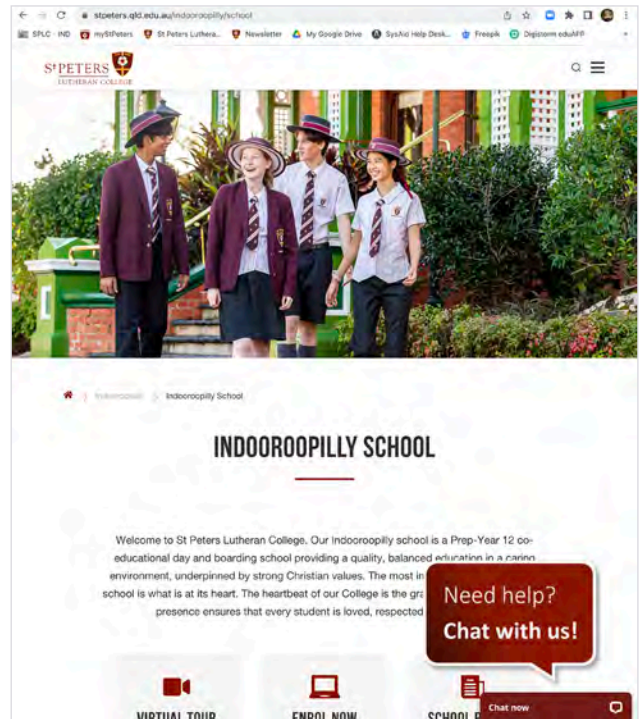 stpeters.qld.edu.au/indooroopilly/school
SPLC - IND myStPeters St Peters Luthera... Newsletter My Google Drive SysAid Help Desk... Freepik Digistorm eduAPP
St PETERS
LUTHERAN COLLEGE
Indooroopilly Indooroopilly School
INDOOROOPILLY SCHOOL
Welcome to St Peters Lutheran College. Our Indooroopilly school is a Prep-Year 12 co-
educational day and boarding school providing a quality, balanced education in a caring
environment, underpinned by strong Christian values. The most in
school is what is at its heart. The heartbeat of our College is the gra
presence ensures that every student is loved, respected
Need help?
Chat with us!
VIRTUAL TOUR ENROL NOW SCHOOL
Chat now